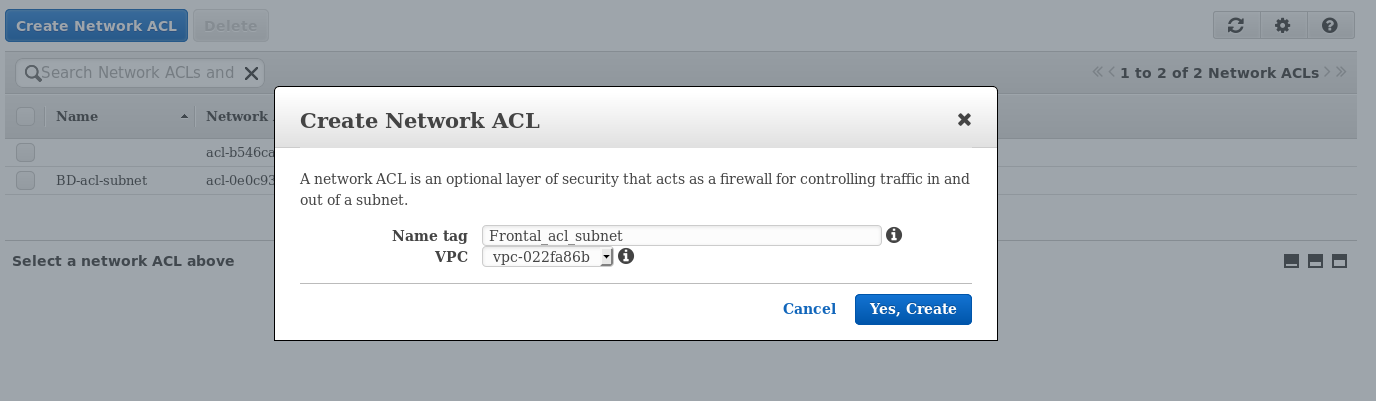 Create Network ACL Delete
Search Network ACLs and
1 to 2 of 2 Network ACLs
Name Network
acl-b546ca
BD-acl-subnet acl-0e0c93
Create Network ACL
A network ACL is an optional layer of security that acts as a firewall for controlling traffic in and
out of a subnet.
Name tag Frontal_acl_subnet
VPC vpc-022fa86b
Cancel Yes, Create
Select a network ACL above